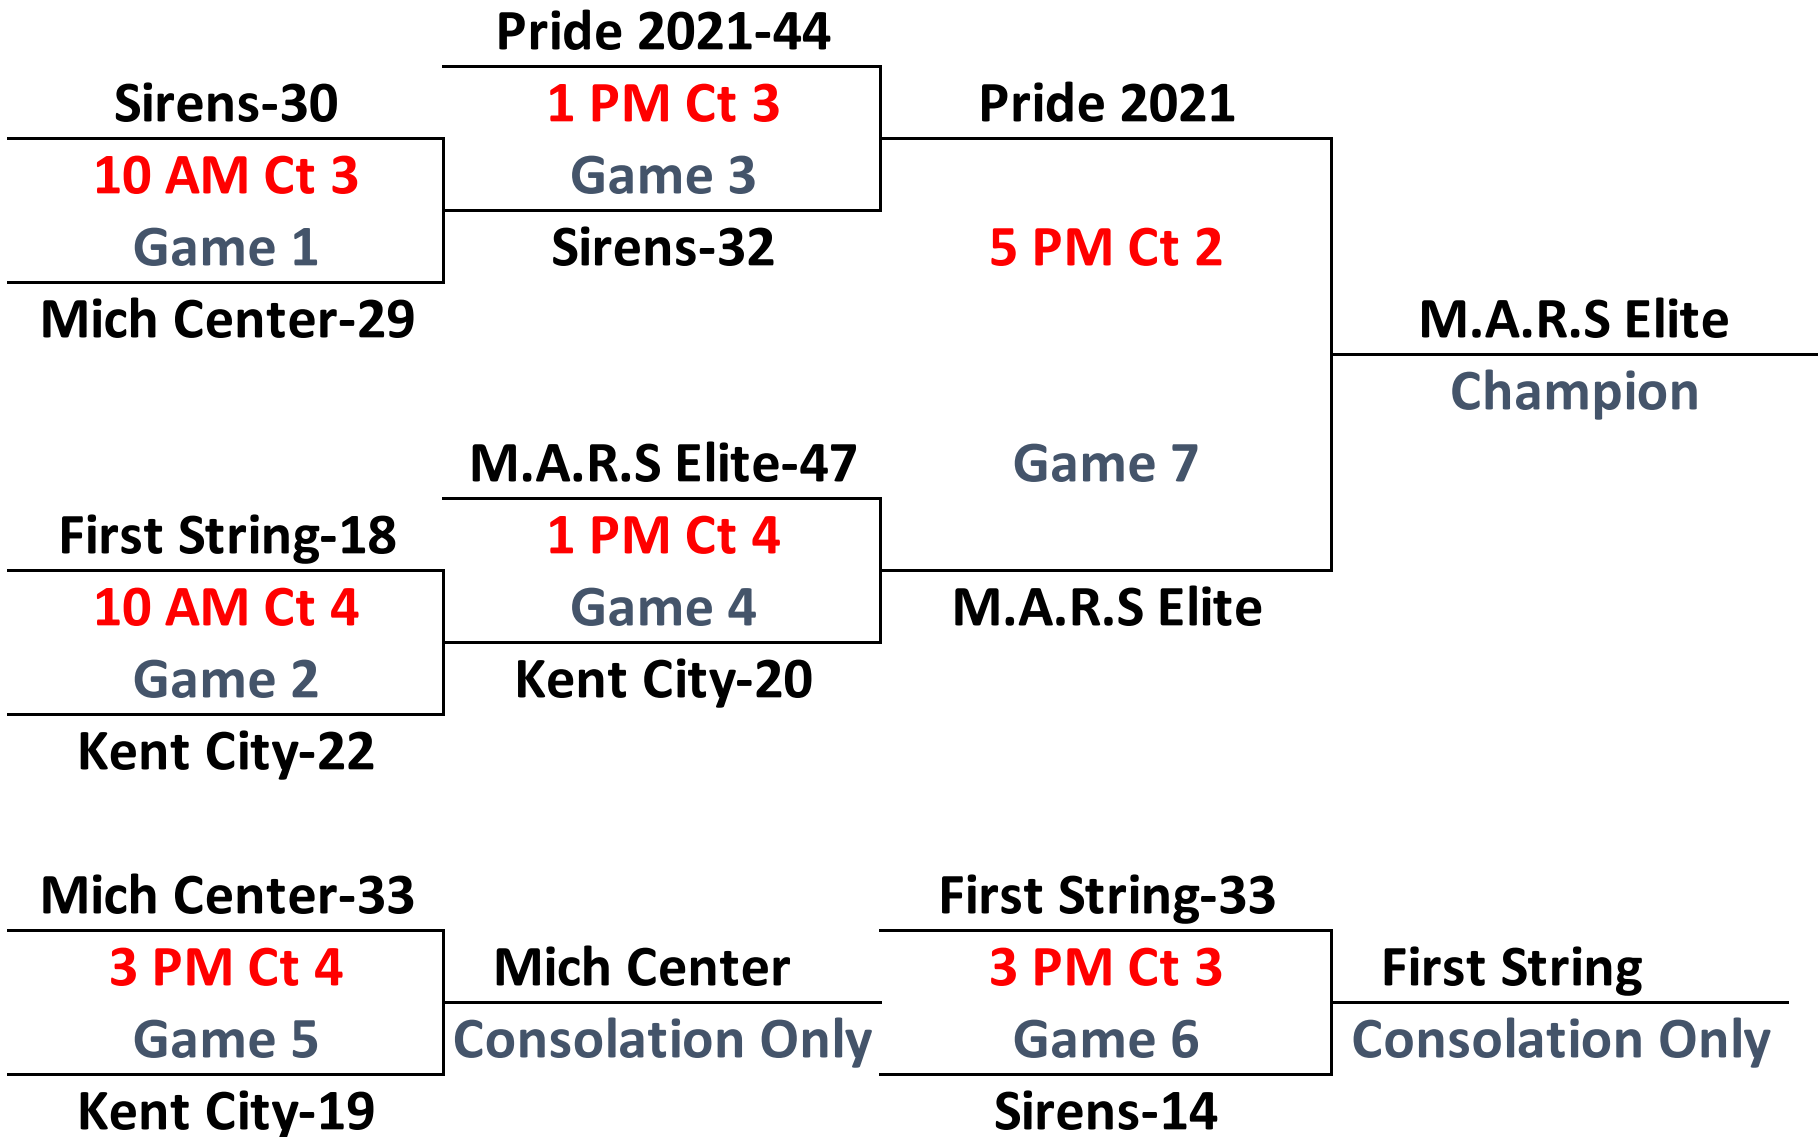 Pride 2021-44
Sirens-30
1 PM Ct 3
Pride 2021
10 AM Ct 3
Game 3
Game 1
Sirens-32
5 PM Ct 2
Mich Center-29
M.A.R.S Elite
Champion
M.A.R.S Elite-47
Game 7
First String-18
1 PM Ct 4
10 AM Ct 4
Game 4
M.A.R.S Elite
Game 2
Kent City-20
Kent City-22
Mich Center-33
First String-33
3 PM Ct 4
Mich Center
3 PM Ct 3
First String
Game 5
Consolation Only
Game 6
Consolation Only
Kent City-19
Sirens-14